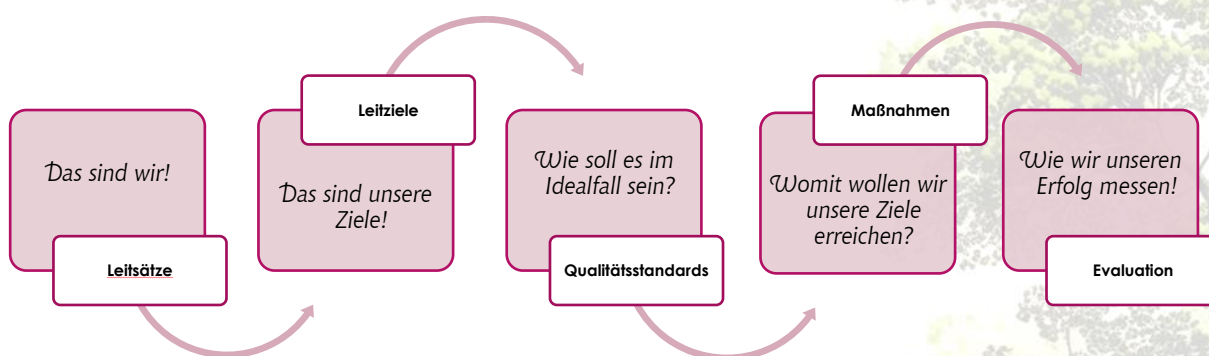 Das sind wir!
Leitsätze
Leitziele
Das sind unsere
Ziele!
Wie soll es im
Idealfall sein?
Qualitätsstandards
Maßnahmen
Womit wollen wir
unsere Ziele
erreichen?
Wie wir unseren
Erfolg messen!
Evaluation